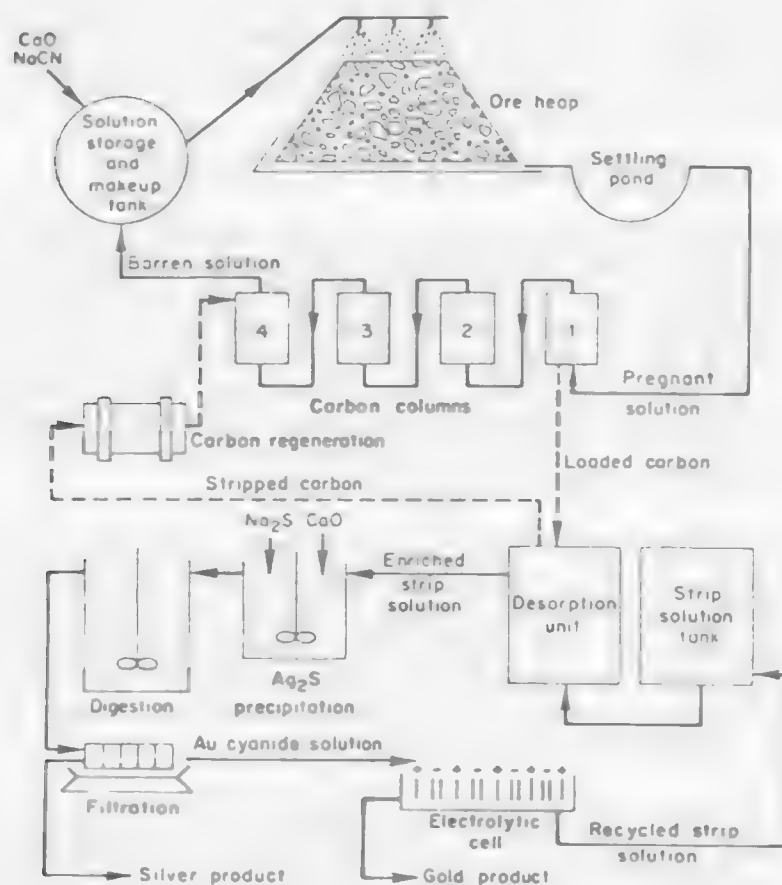 CaO
NaCN
Solution
storage
and
makeup
tank
Ore heap
Settling
pond
Barren solution
4
3
2
1
Pregnant
solution
Carbon columns
Carbon regeneration
Loaded carbon
Stripped carbon
Na₂S CaO
Enriched
strip
solution
Desorption
unit
Strip
solution
tank
Digestion
Ag₂S
precipitation
Au cyanide solution
Filtration
Electrolytic
cell
Recycled strip
solution
Silver product
Gold product